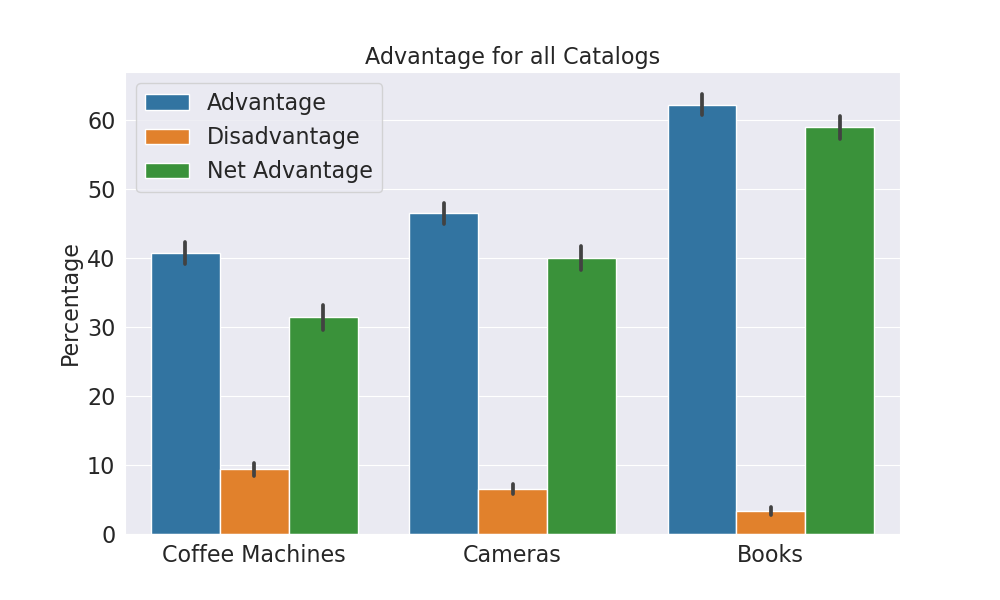 Advantage for all Catalogs
Advantage
Disadvantage
Net Advantage
Percentage
60
50
40
30
20
10
0
Coffee Machines Cameras Books